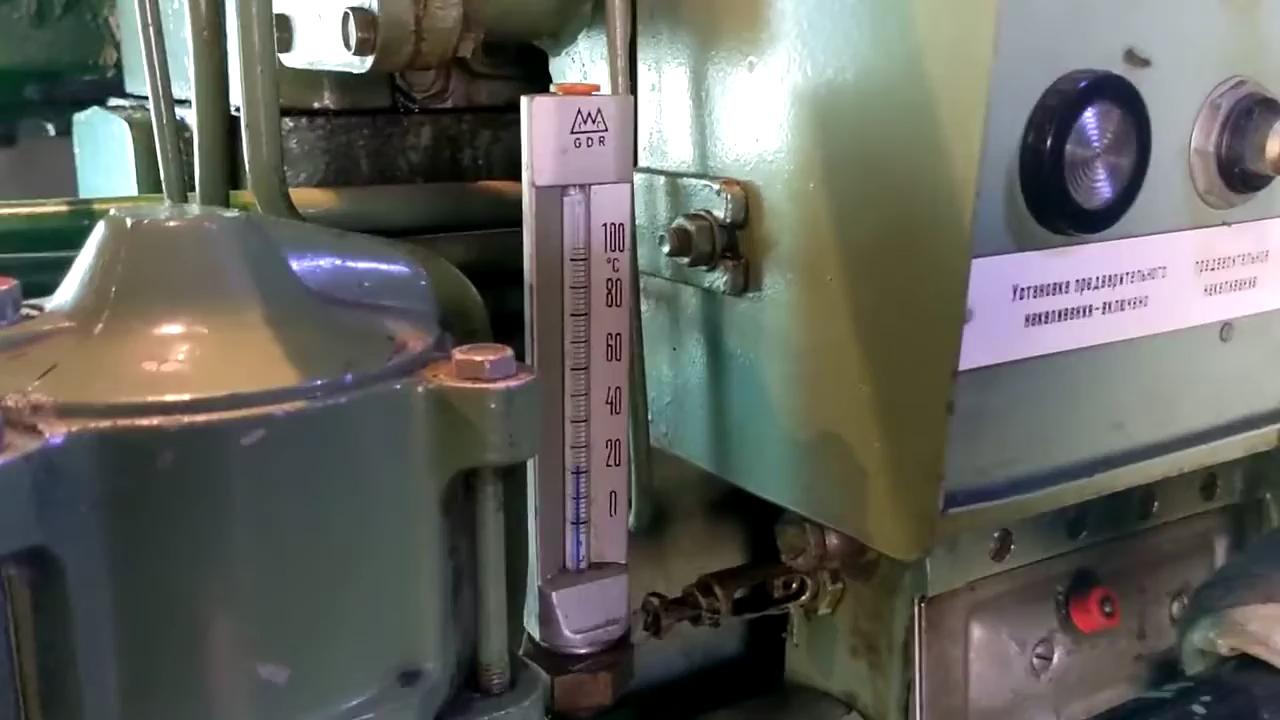 GDR
100
°C
80
60
40
20
0
Установка предварительного
накаливания-включено
предварительное
накаливание